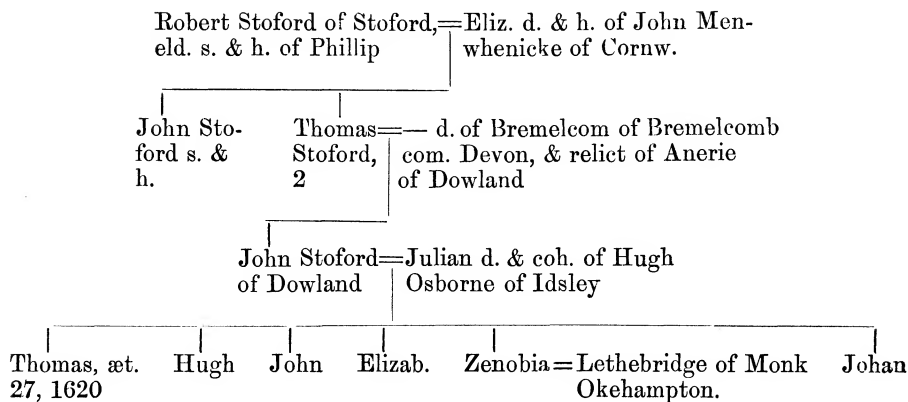 Robert Stoford of Stoford,=Eliz. d. & h. of John Men-
eld. s. & h. of Phillip whenicke of Cornw.
John Sto- Thomas=— d. of Bremelcom of Bremelcomb
ford s. & Stoford, com. Devon, & relict of Anerie
h. 2 of Dowland
John Stoford=Julian d. & coh. of Hugh
of Dowland Osborne of Idsley
Thomas, æt. Hugh John Elizab. Zenobia=Lethebridge of Monk Johan
27, 1620 Okehampton.